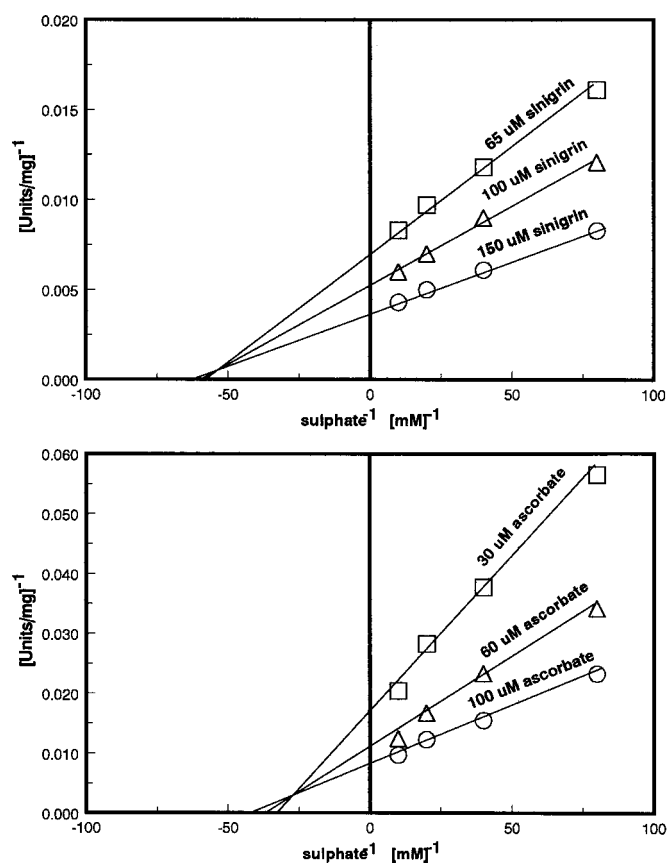 0.020
0.015
0.010
0.005
0.000
[Units/mg]-1
65 uM sinigrin
100 uM sinigrin
150 uM sinigrin
-100 -50 0 50 100
sulphate-1 [mM]-1
0.060
0.050
0.040
0.030
0.020
0.010
0.000
[Units/mg]-1
30 uM ascorbate
60 uM ascorbate
100 uM ascorbate
-100 -50 0 50 100
sulphate-1 [mM]-1